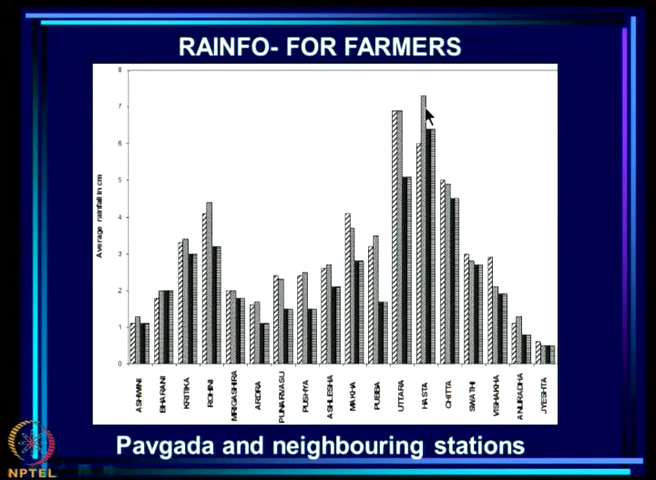 RAINFO- FOR FARMERS
8
7
6
5
4
3
2
1
0
Average rainfall in cm
ASHWINI
BHARANI
KRITIKA
ROHINI
MRIGASHIRA
ARDRA
PUNARVASU
PUSHYA
ASHLESHA
MAKHA
PUBBA
UTTARA
HASTA
CHITTA
SWATHI
VISHAKHA
ANURADHA
JYESHTA
Pavgada and neighbouring stations
NPTEL